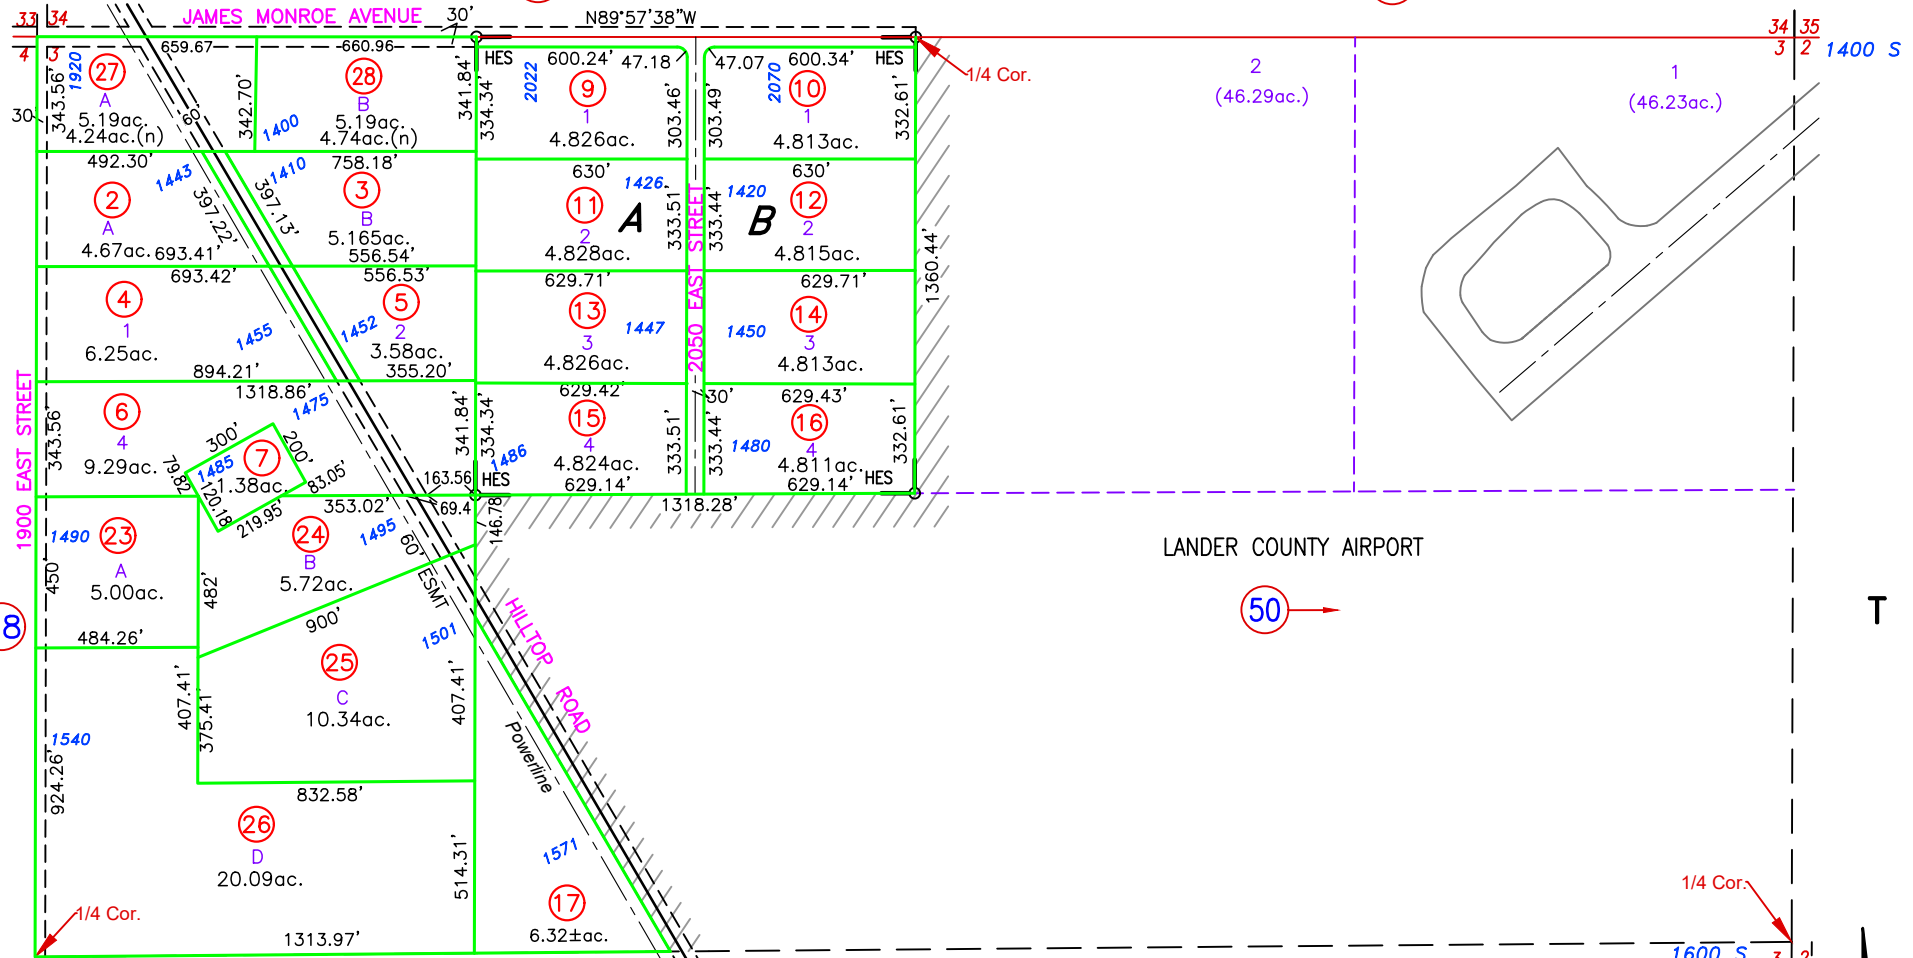 33 34
JAMES MONROE AVENUE
30'
N89°57'38"W
34 35
4 3
659.67
660.96
3 2
1400 S
27
A
5.19ac.
4.24ac.(n)
1920
343.56'
30'
60'
342.70'
28
B
5.19ac.
4.74ac.(n)
1400
341.84'
334.34'
HES
2022
600.24'
47.18'
9
1
4.826ac.
303.46'
303.49'
47.07
600.34'
HES
2070
10
1
4.813ac.
332.61'
1/4 Cor.
2
(46.29ac.)
1
(46.23ac.)
492.30'
1443
2
A
4.67ac.
693.41'
397.22'
397.13'
1410
758.18'
3
B
5.165ac.
556.54'
630'
1426
11
2
4.828ac.
A
333.51'
2050 EAST STREET
333.44'
630'
1420
B
12
2
4.815ac.
1360.44'
693.42'
4
1
6.25ac.
1455
894.21'
556.53'
5
2
3.58ac.
1452
355.20'
629.71'
13
3
4.826ac.
1447
629.71'
1450
14
3
4.813ac.
1900 EAST STREET
1318.86'
6
4
9.29ac.
343.56'
1475
300'
200'
7
1485
1.38ac.
79.82
120.18
219.95'
83.05'
341.84'
334.34'
163.56
1486
HES
629.42'
15
4
4.824ac.
629.14'
333.51'
30'
333.44'
629.43'
16
4
4.811ac.
1480
629.14'
332.61'
HES
1318.28'
353.02'
69.4
146.78
23
A
5.00ac.
1490
450'
484.26'
482'
24
B
5.72ac.
1495
60' ESMT
900'
LANDER COUNTY AIRPORT
50
T
8
HILLTOP ROAD
1501
25
C
10.34ac.
407.41'
375.41'
407.41'
832.58'
Powerline
1540
924.26'
26
D
20.09ac.
514.31'
1571
17
6.32±ac.
1/4 Cor.
1313.97'
1/4 Cor.
1600 S
3 2